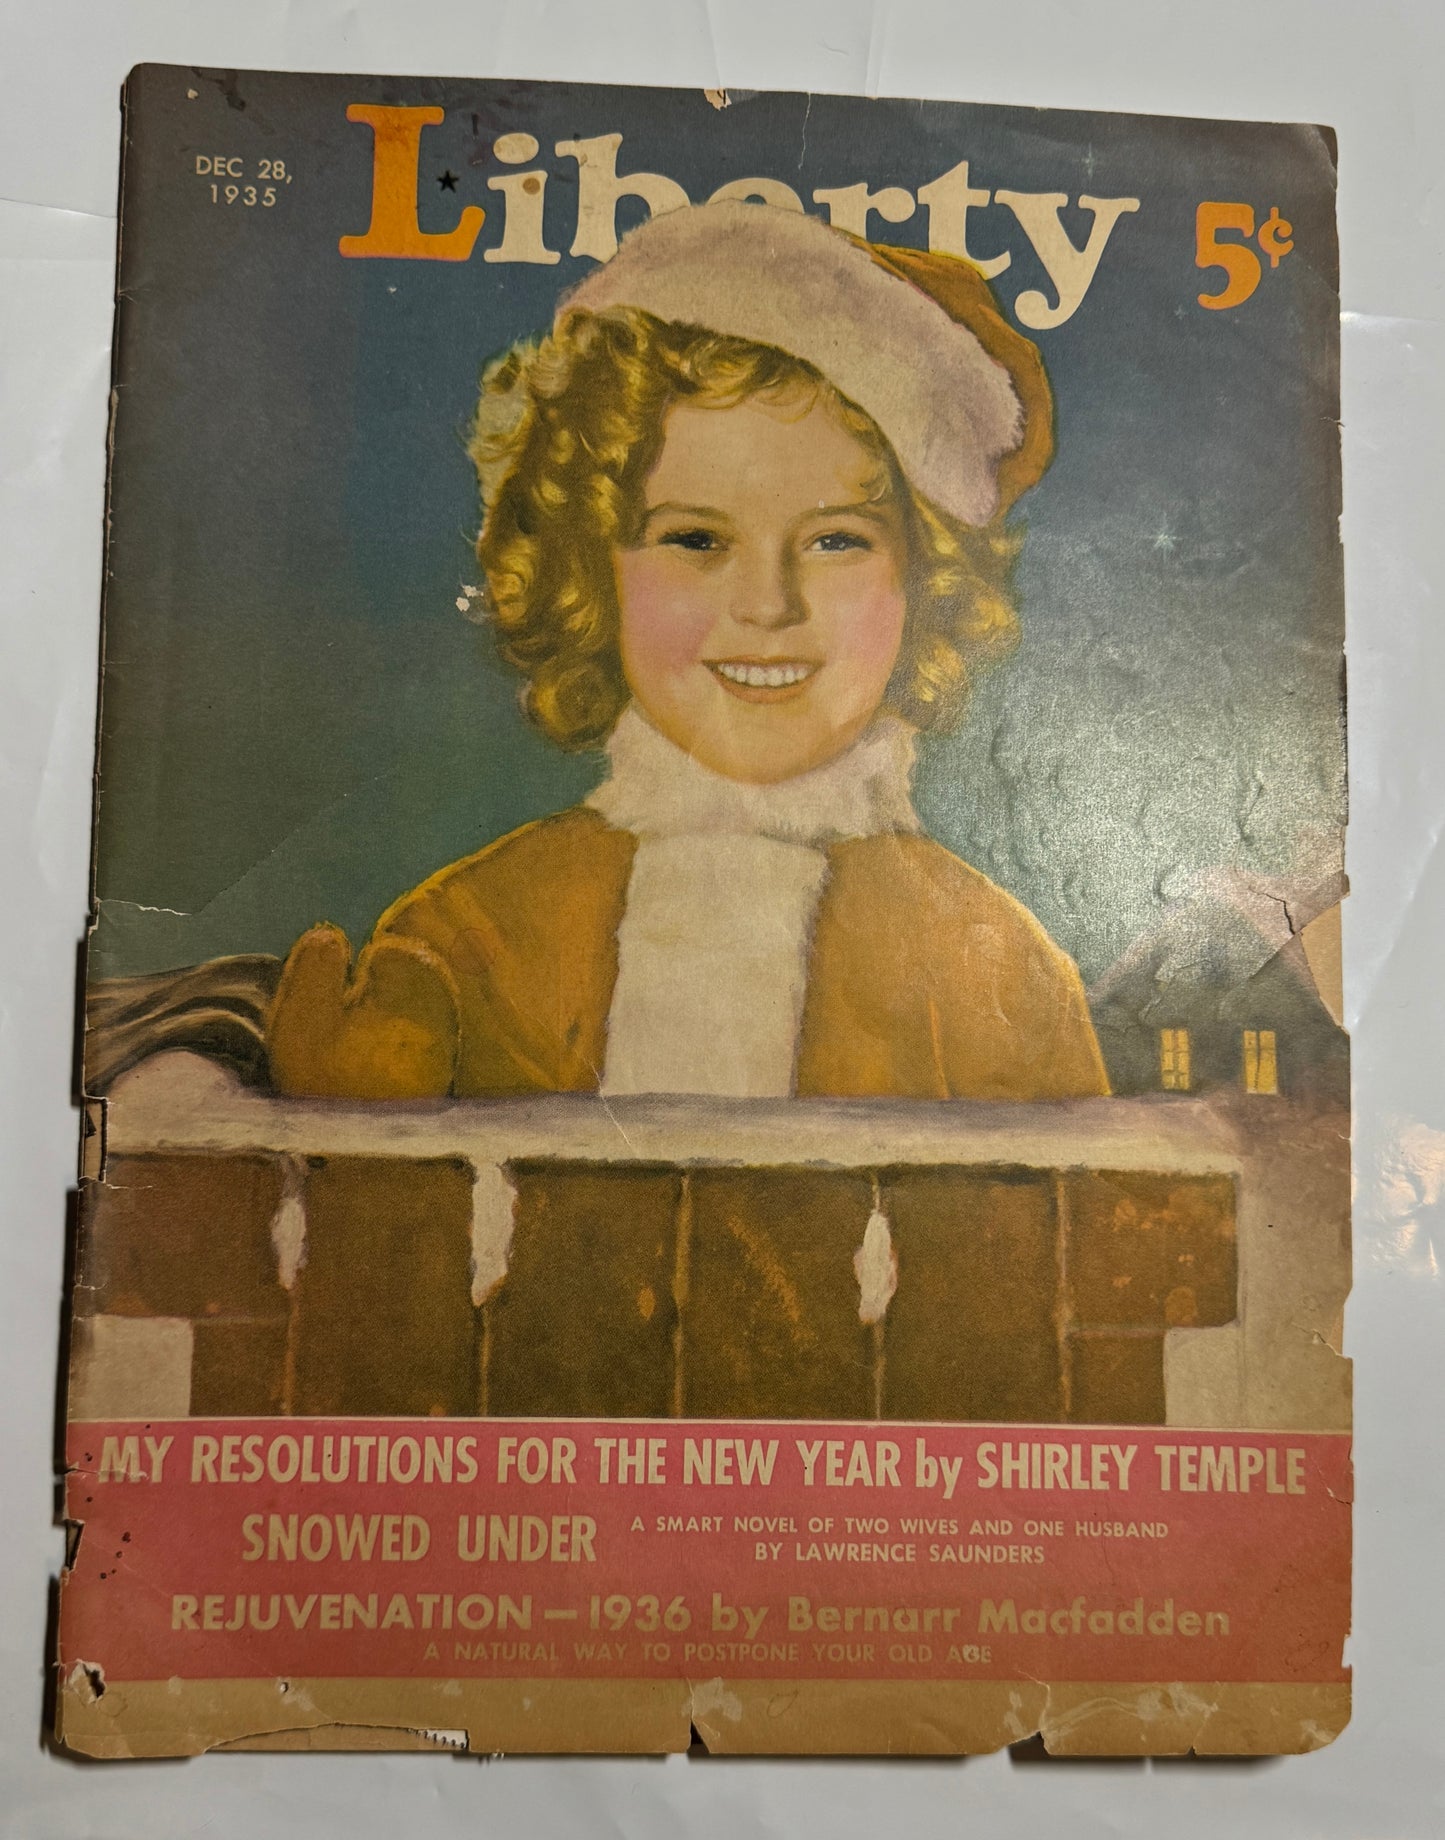 DEC 28,
1935
Liberty
5¢
MY RESOLUTIONS FOR THE NEW YEAR by SHIRLEY TEMPLE
SNOWED UNDER
A SMART NOVEL OF TWO WIVES AND ONE HUSBAND
BY LAWRENCE SAUNDERS
REJUVENATION—1936 by Bernarr Macfadden
A NATURAL WAY TO POSTPONE YOUR OLD AGE